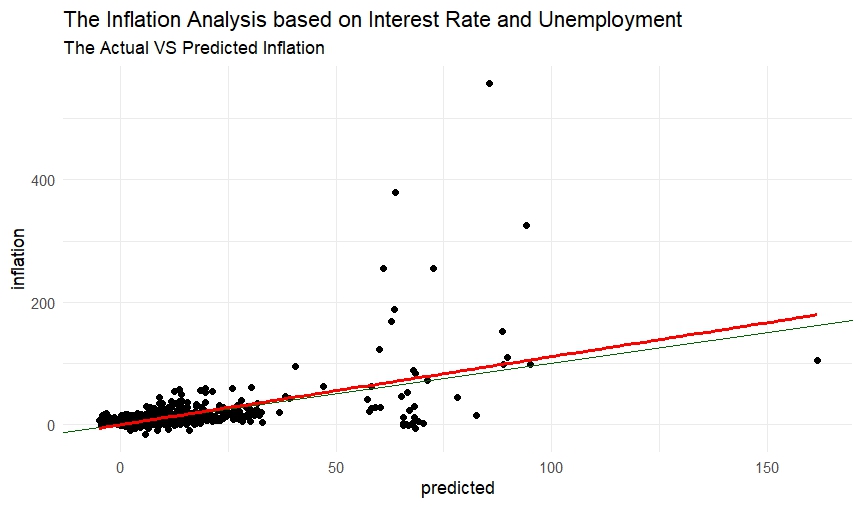 The Inflation Analysis based on Interest Rate and Unemployment
The Actual VS Predicted Inflation
400
200
0
inflation
0 50 100 150
predicted